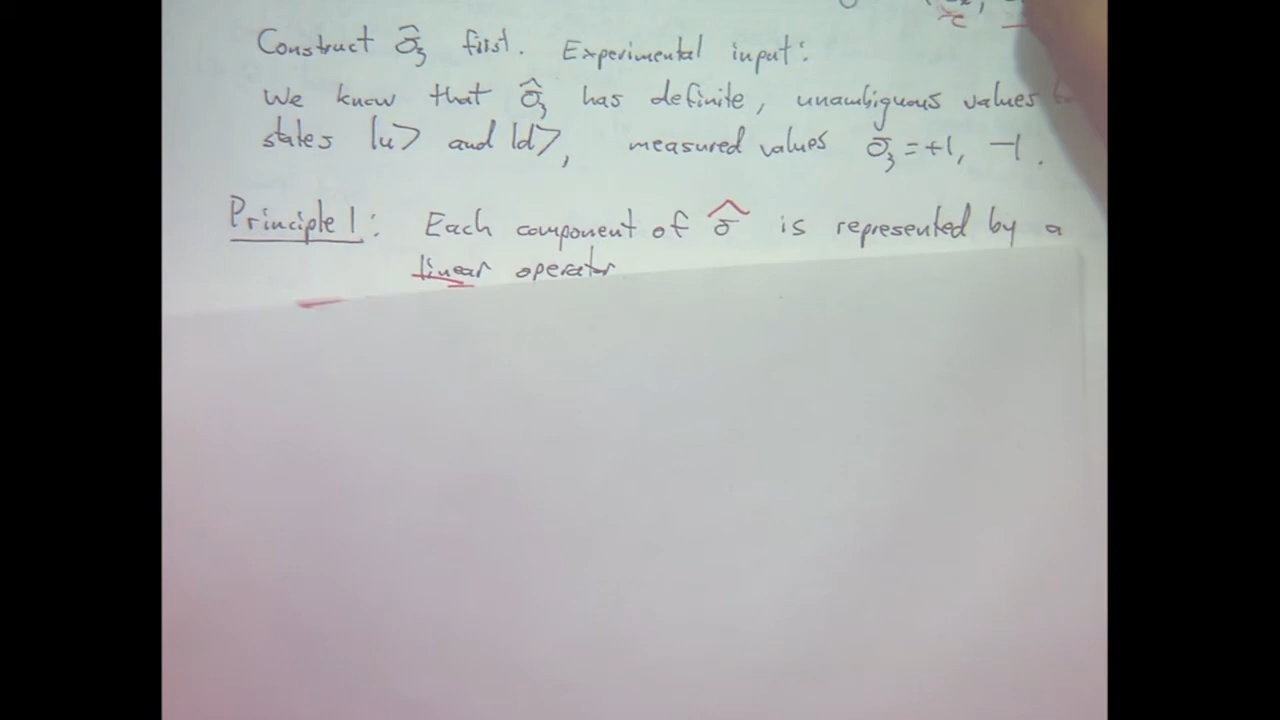 Construct σ̂₃ first. Experimental input:
We know that σ̂₃ has definite, unambiguous values
states |u> and |d>, measured values σ₃ = +1, -1.
Principle 1: Each component of σ̂ is represented by a
linear operator